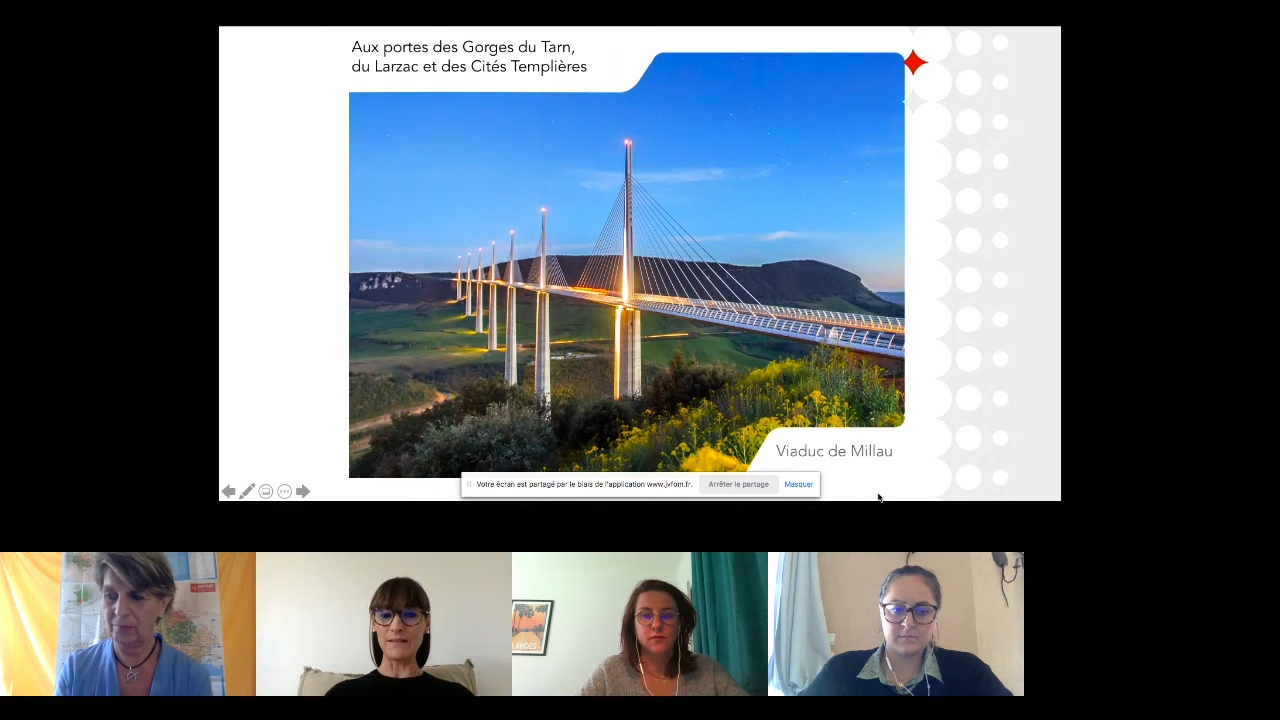 Aux portes des Gorges du Tarn,
du Larzac et des Cités Templières
Viaduc de Millau
Votre écran est partagé par le biais de l'application www.jvfom.fr.
Arrêter le partage
Masquer
LANDES